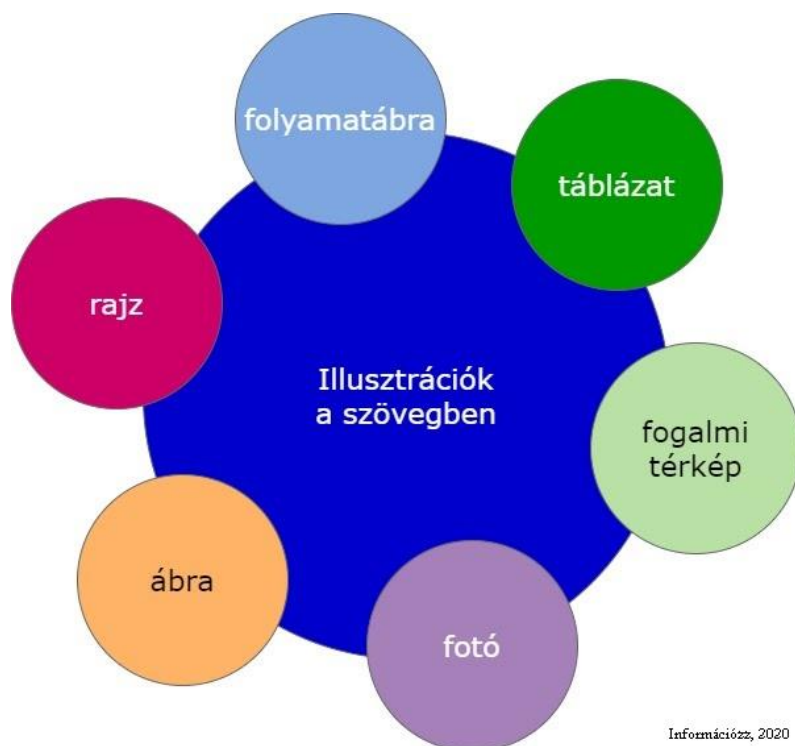 folyamatábra
táblázat
rajz
Illusztrációk
a szövegben
fogalmi
térkép
ábra
fotó
Információzz, 2020